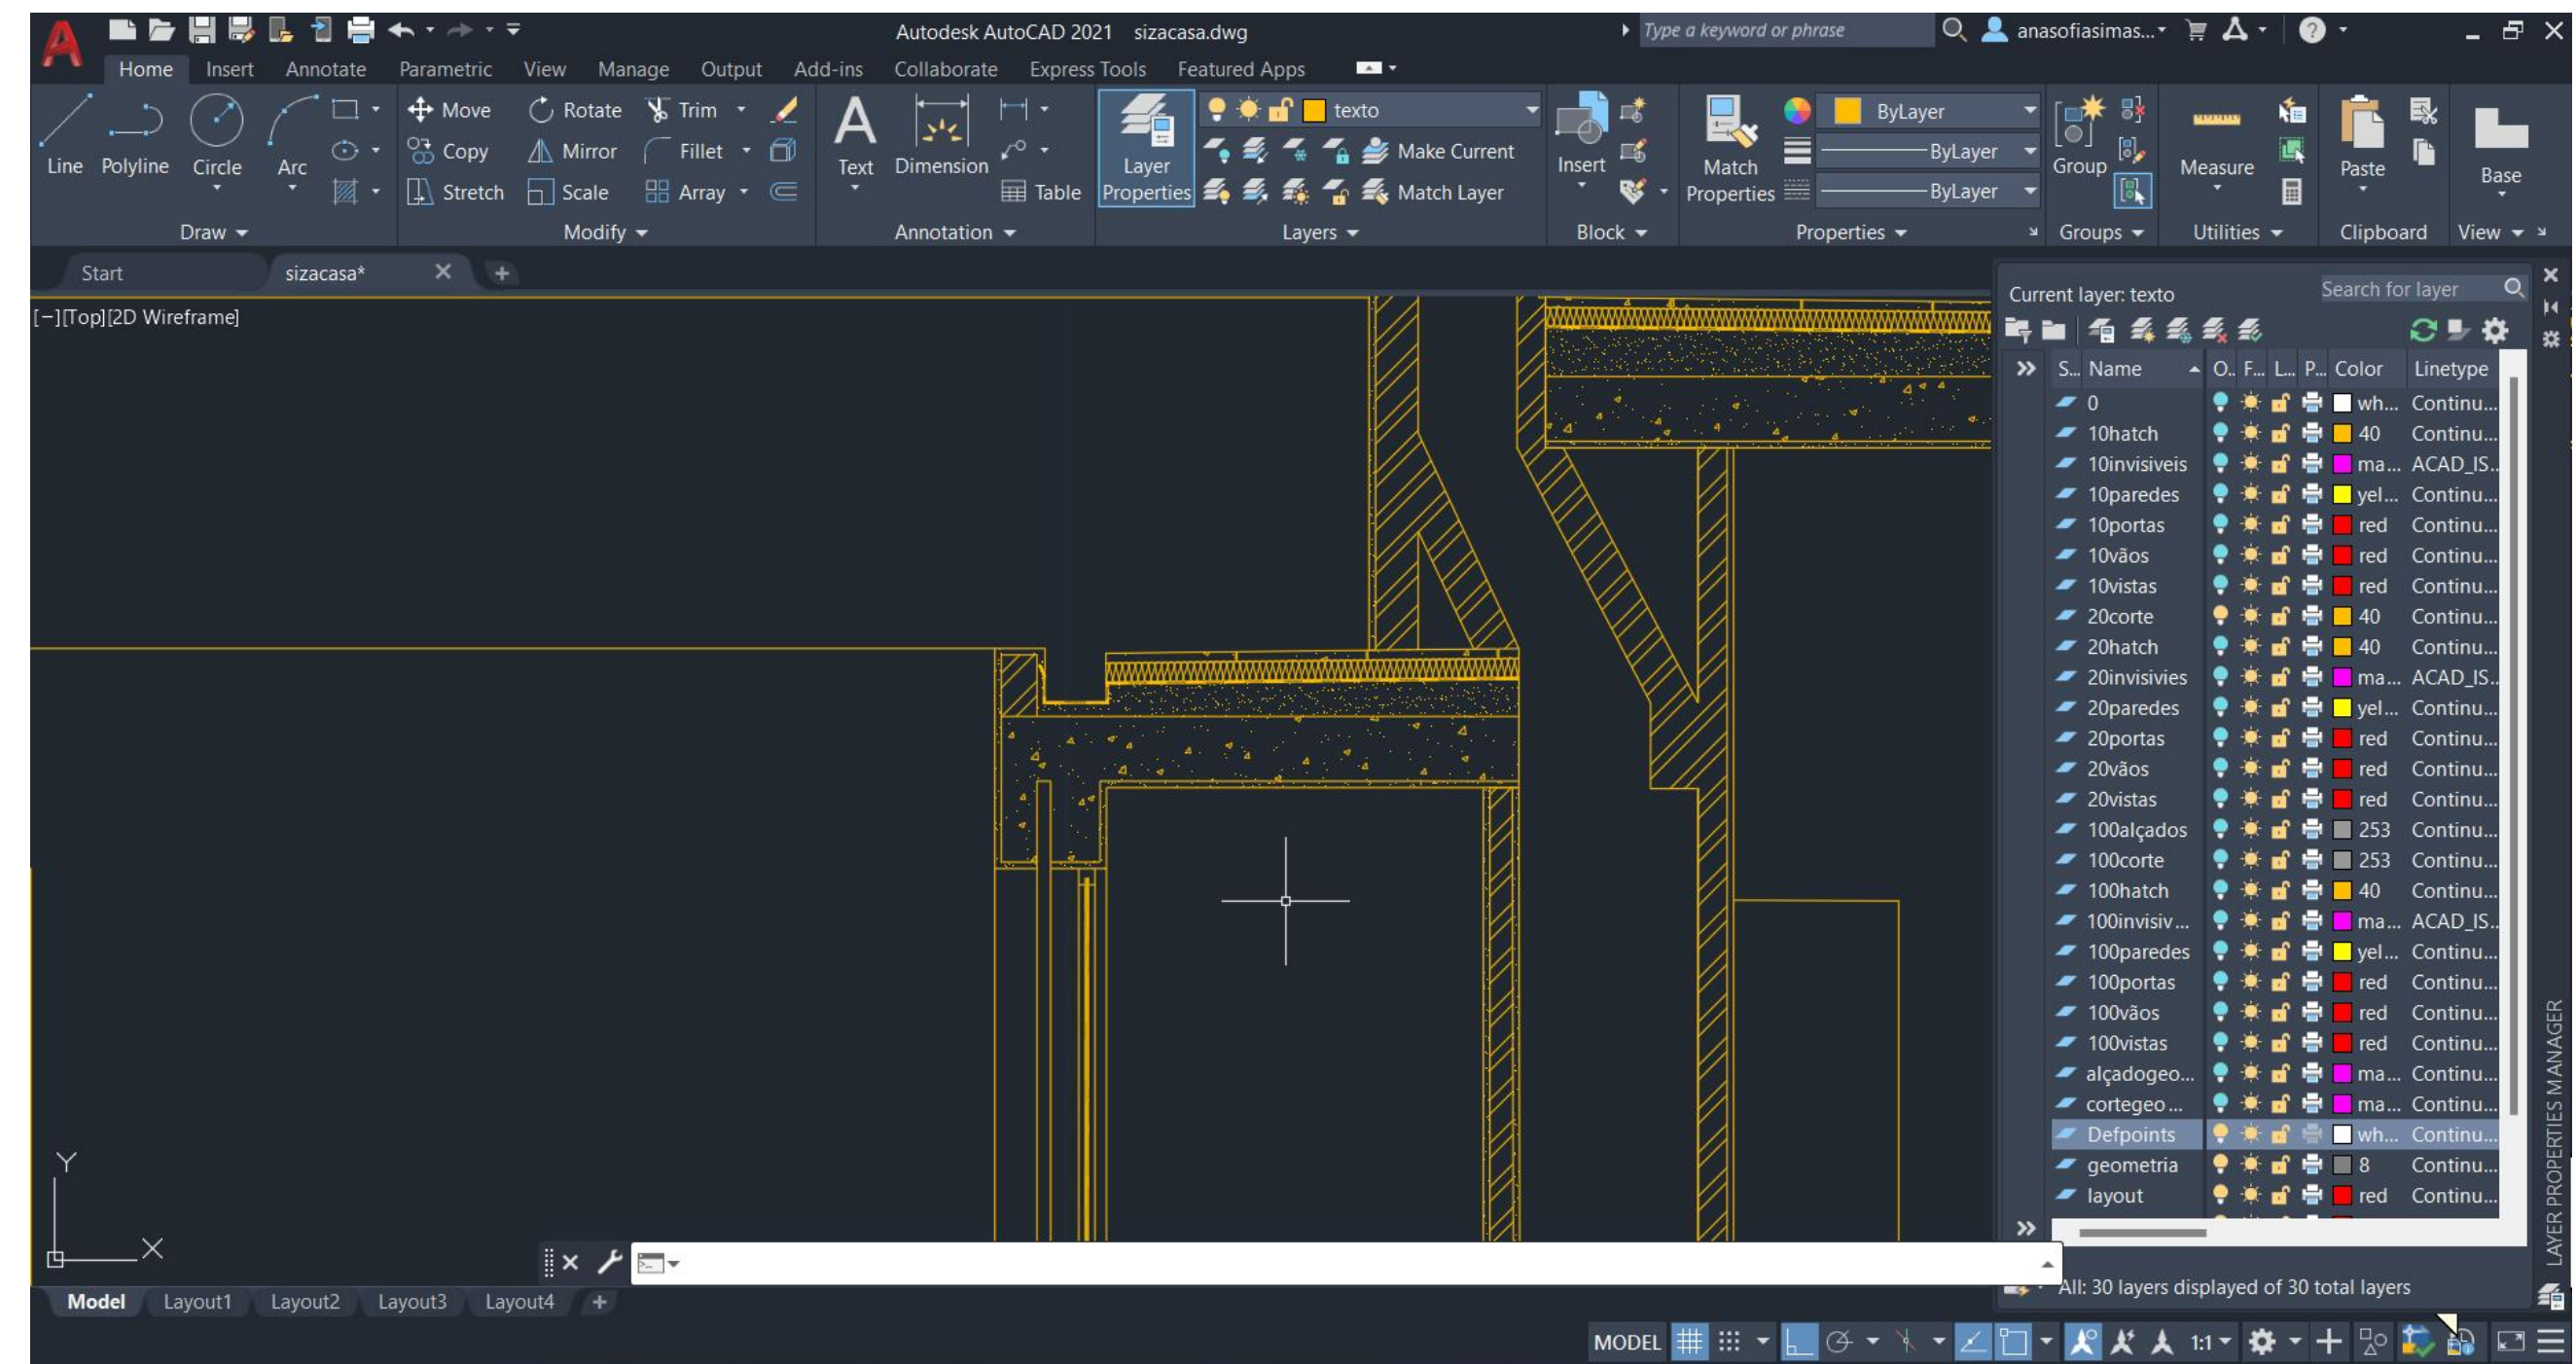 Autodesk AutoCAD 2021 sizacasa.dwg
Type a keyword or phrase
anasofiasimas...
Home Insert Annotate Parametric View Manage Output Add-ins Collaborate Express Tools Featured Apps
Line Polyline Circle Arc
Move Rotate Trim
Copy Mirror Fillet
Stretch Scale Array
Text Dimension
Table
Layer Properties
texto
Make Current
Match Layer
Insert
Match Properties
ByLayer
ByLayer
ByLayer
Group
Measure
Paste
Base
Draw Modify Annotation Layers Block Properties Groups Utilities Clipboard View
Start sizacasa*
[−][Top][2D Wireframe]
Current layer: texto
Search for layer
S... Name O.. F... L... P... Color Linetype
0 wh... Continu...
10hatch 40 Continu...
10invisiveis ma... ACAD_IS...
10paredes yel... Continu...
10portas red Continu...
10vãos red Continu...
10vistas red Continu...
20corte 40 Continu...
20hatch 40 Continu...
20invisivies ma... ACAD_IS...
20paredes yel... Continu...
20portas red Continu...
20vãos red Continu...
20vistas red Continu...
100alçados 253 Continu...
100corte 253 Continu...
100hatch 40 Continu...
100invisiv... ma... ACAD_IS...
100paredes yel... Continu...
100portas red Continu...
100vãos red Continu...
100vistas red Continu...
alçadogeo... ma... Continu...
cortegeo... ma... Continu...
Defpoints wh... Continu...
geometria 8 Continu...
layout red Continu...
All: 30 layers displayed of 30 total layers
LAYER PROPERTIES MANAGER
Y
X
Model Layout1 Layout2 Layout3 Layout4
MODEL 1:1